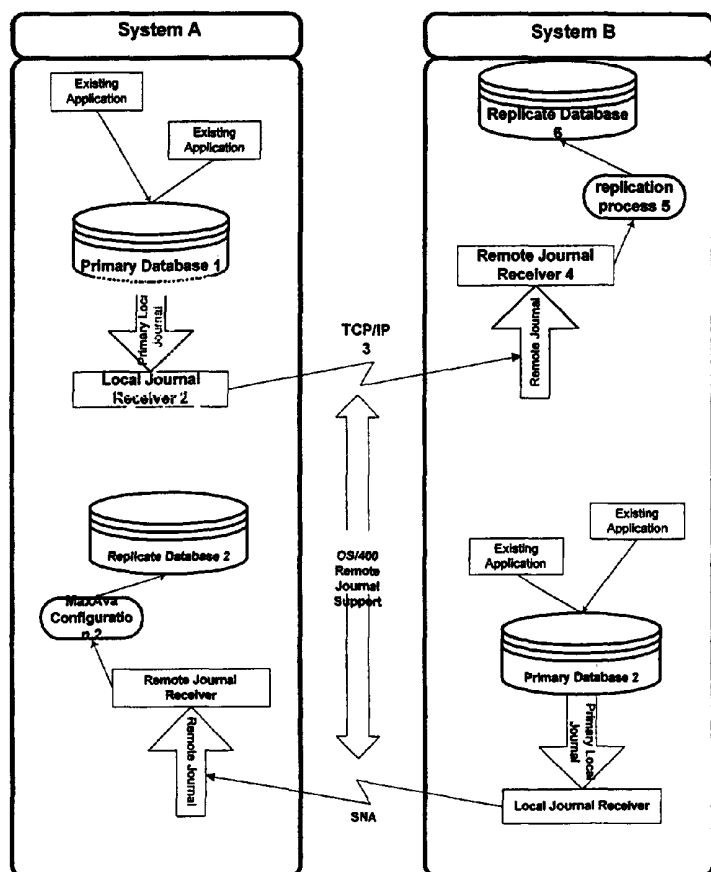 System A
System B
Existing
Application
Existing
Application
Primary Database 1
Primary Local
Journal
Local Journal
Receiver 2
TCP/IP
3
Replicate Database
6
replication
process 5
Remote Journal
Receiver 4
Remote Journal
OS/400
Remote
Journal
Support
Replicate Database 2
MaxAva
Configuratio
n 2
Remote Journal
Receiver
Remote Journal
SNA
Existing
Application
Existing
Application
Primary Database 2
Primary Local
Journal
Local Journal Receiver